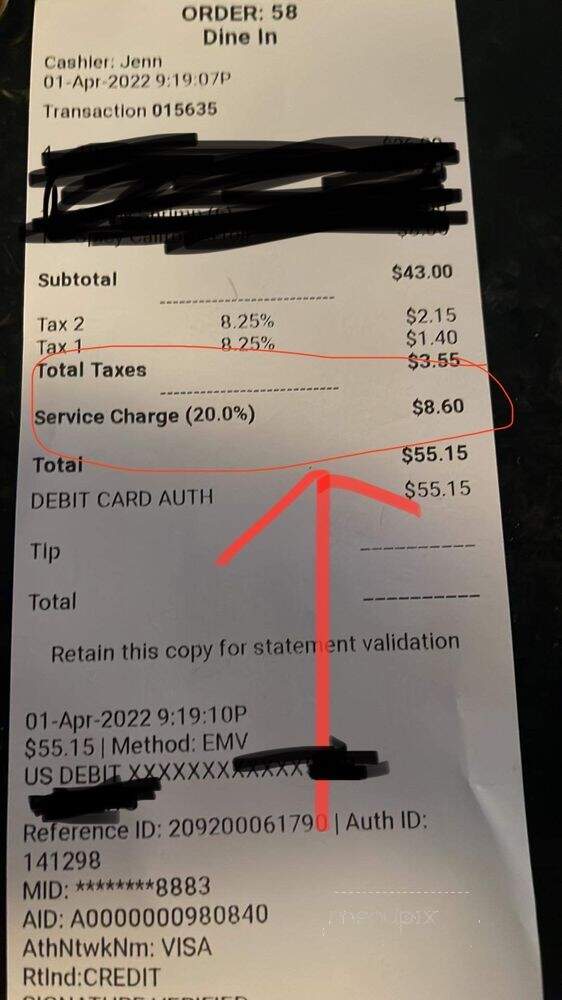 ORDER: 58
Dine In
Cashier: Jenn
01-Apr-2022 9:19:07P
Transaction 015635
Subtotal $43.00
Tax 2 8.25% $2.15
Tax 1 8.25% $1.40
Total Taxes $3.55
Service Charge (20.0%) $8.60
Total $55.15
DEBIT CARD AUTH $55.15
Tip
Total
Retain this copy for statement validation
01-Apr-2022 9:19:10P
$55.15 | Method: EMV
US DEBIT XXXXXXXXXXXXX
Reference ID: 209200061790 | Auth ID:
141298
MID: ********8883
AID: A0000000980840
AthNtwkNm: VISA
RtInd:CREDIT
SIGNATURE VERIFIED
menupix